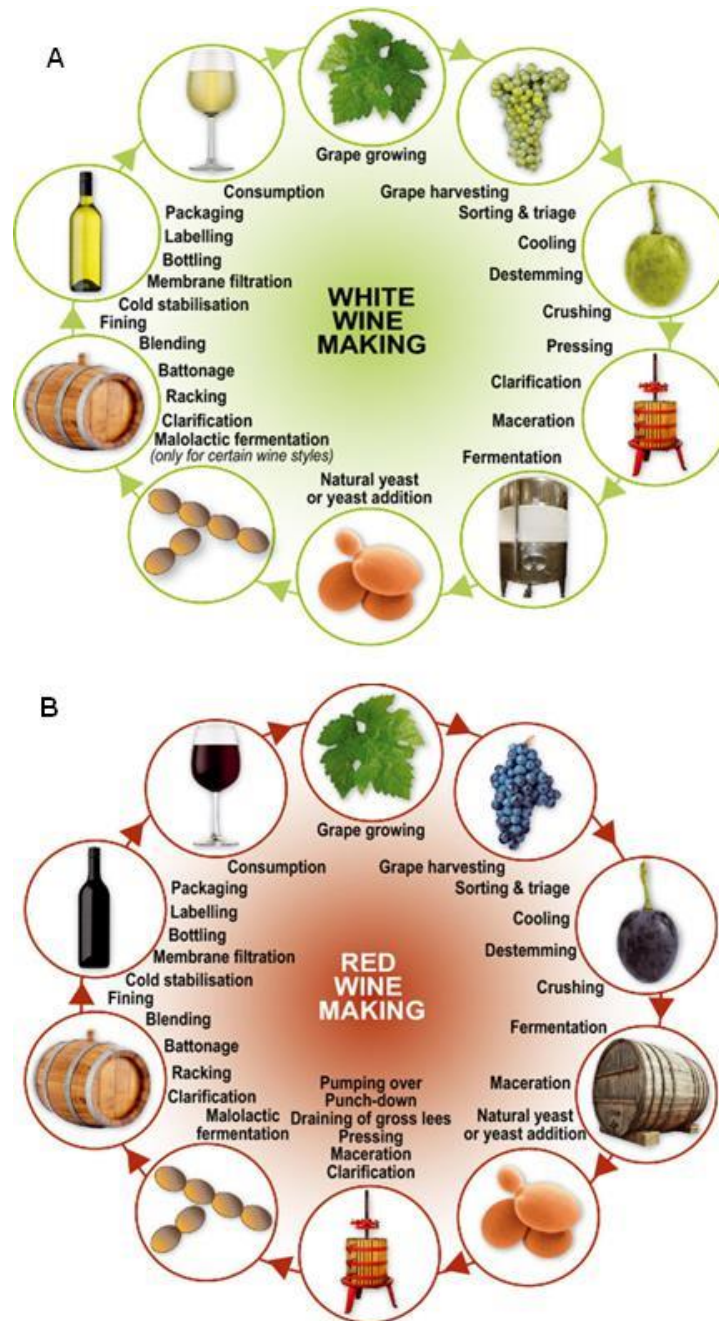 A
Grape growing
Grape harvesting
Sorting & triage
Cooling
Destemming
Crushing
Pressing
Clarification
Maceration
Fermentation
Natural yeast
or yeast addition
Malolactic fermentation
(only for certain wine styles)
Clarification
Racking
Battonage
Blending
Fining
Cold stabilisation
Membrane filtration
Bottling
Labelling
Packaging
Consumption
WHITE
WINE
MAKING
B
Grape growing
Grape harvesting
Sorting & triage
Cooling
Destemming
Crushing
Fermentation
Maceration
Natural yeast
or yeast addition
Pumping over
Punch-down
Draining of gross lees
Pressing
Maceration
Clarification
Malolactic
fermentation
Clarification
Racking
Battonage
Blending
Fining
Cold stabilisation
Membrane filtration
Bottling
Labelling
Packaging
Consumption
RED
WINE
MAKING